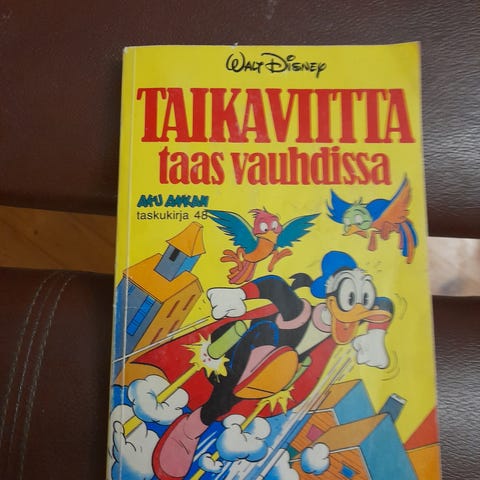 WALT DISNEY
TAIKAVIITTA
taas vauhdissa
AKU ANKAN
taskukirja 48